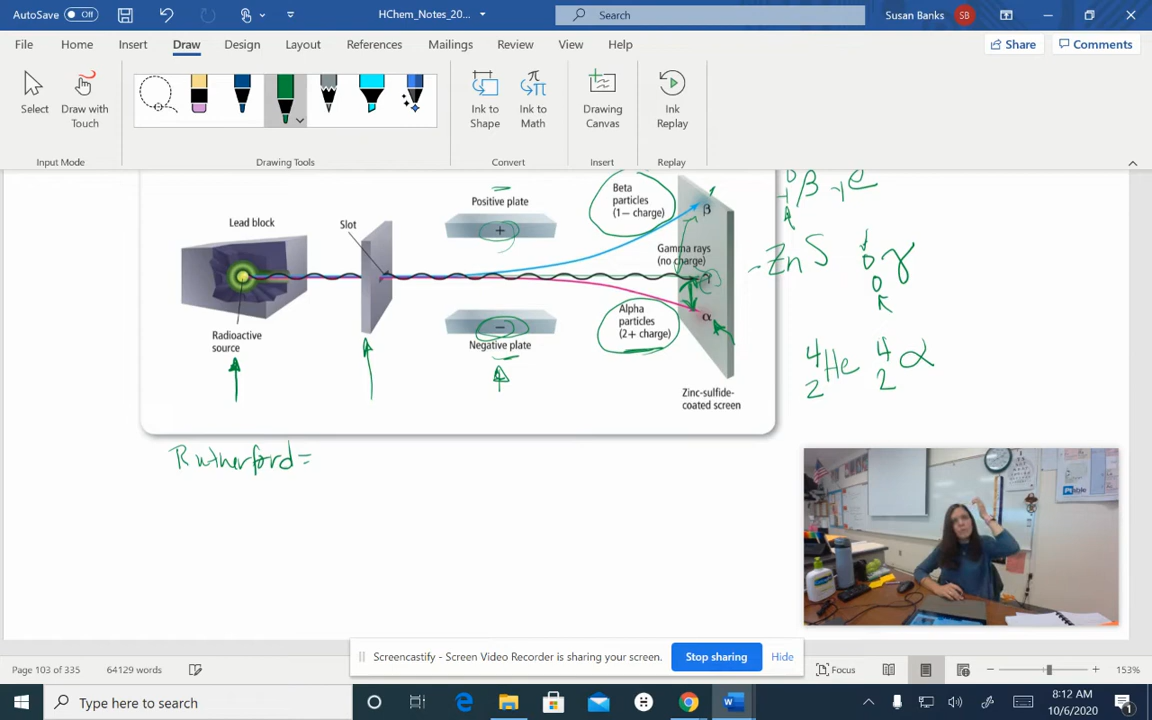 AutoSave Off HChem_Notes_20... Search Susan Banks SB
File Home Insert Draw Design Layout References Mailings Review View Help Share Comments
Select
Draw with
Touch
Ink to
Shape
Ink to
Math
Drawing
Canvas
Ink
Replay
Input Mode Drawing Tools Convert Insert Replay
Beta
particles
(1− charge)
Positive plate
+
Lead block
Slot
β
Gamma rays
(no charge)
Radioactive
source
−
Negative plate
Alpha
particles
(2+ charge)
α
Zinc-sulfide-
coated screen
0
-1
β
e
-ZnS
0
0
γ
4
2
He
4
2
α
Rutherford=
Screencastify - Screen Video Recorder is sharing your screen. Stop sharing Hide
Page 103 of 335 64129 words Focus 153%
Type here to search
8:12 AM
10/6/2020
1